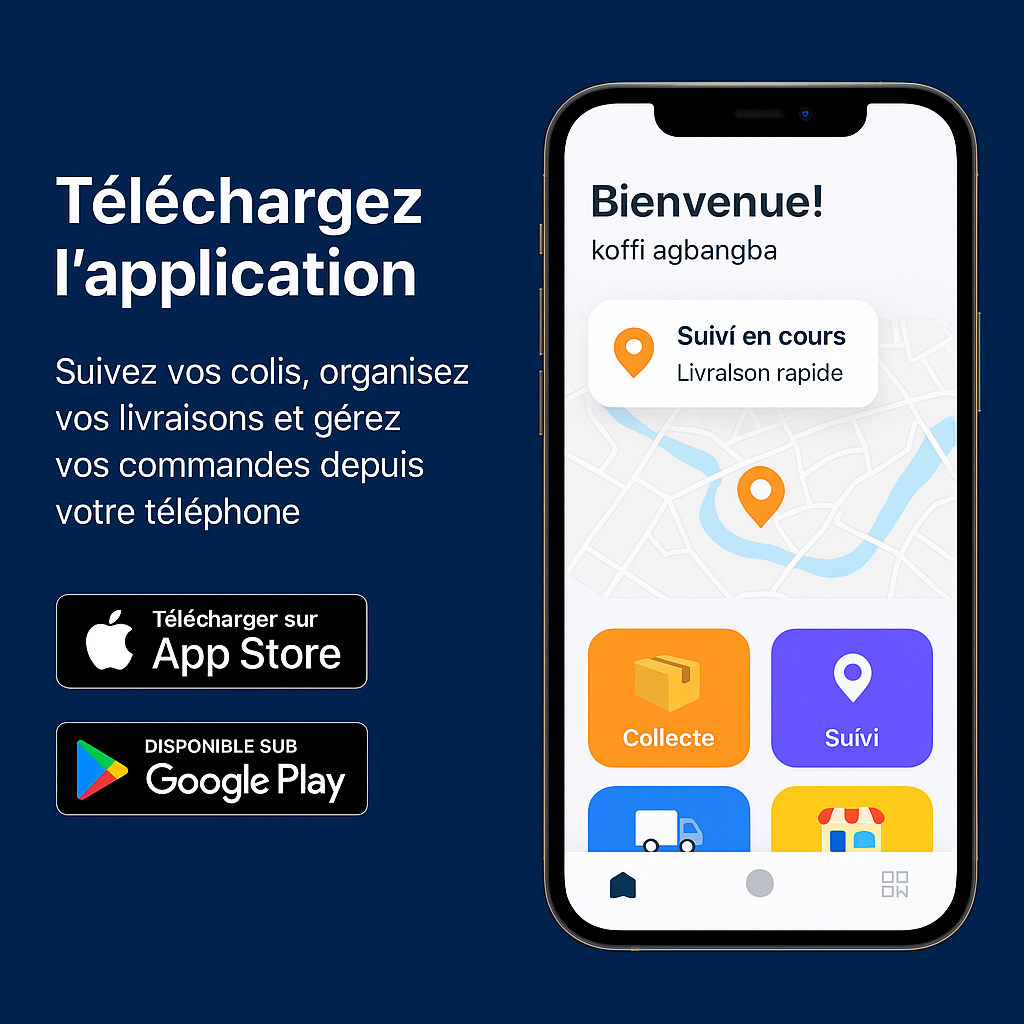 Téléchargez
l’application
Suivez vos colis, organisez
vos livraisons et gérez
vos commandes depuis
votre téléphone
Télécharger sur
App Store
DISPONIBLE SUB
Google Play
Bienvenue!
koffi agbangba
Suiví en cours
Livralson rapide
Collecte
Suívi